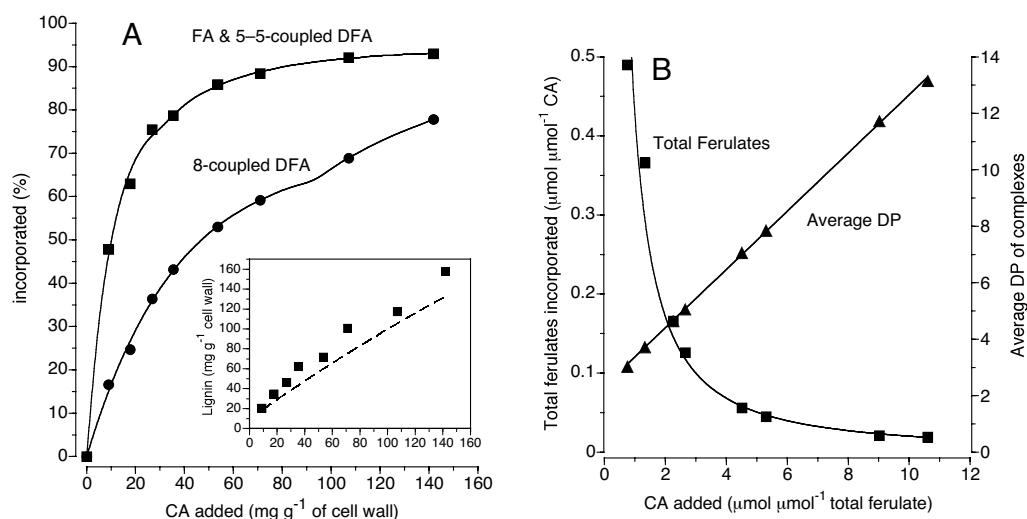 A
FA & 5–5-coupled DFA
8-coupled DFA
incorporated (%)
100
90
80
70
60
50
40
30
20
10
0
0 20 40 60 80 100 120 140 160
CA added (mg g⁻¹ of cell wall)
Lignin (mg g⁻¹ cell wall)
160
140
120
100
80
60
40
20
0
0 20 40 60 80 100 120 140 160
B
Total Ferulates
Average DP
Total ferulates incorporated (μmol μmol⁻¹ CA)
0.5
0.4
0.3
0.2
0.1
0
0 2 4 6 8 10 12
CA added (μmol μmol⁻¹ total ferulate)
14
12
10
8
6
4
2
0
Average DP of complexes